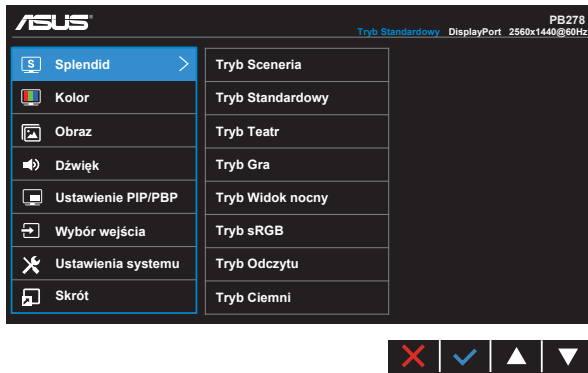 ASUS
PB278
Tryb Standardowy DisplayPort 2560x1440@60Hz
S Splendid
Kolor
Obraz
Dźwięk
Ustawienie PIP/PBP
Wybór wejścia
Ustawienia systemu
Skrót
Tryb Sceneria
Tryb Standardowy
Tryb Teatr
Tryb Gra
Tryb Widok nocny
Tryb sRGB
Tryb Odczytu
Tryb Ciemni